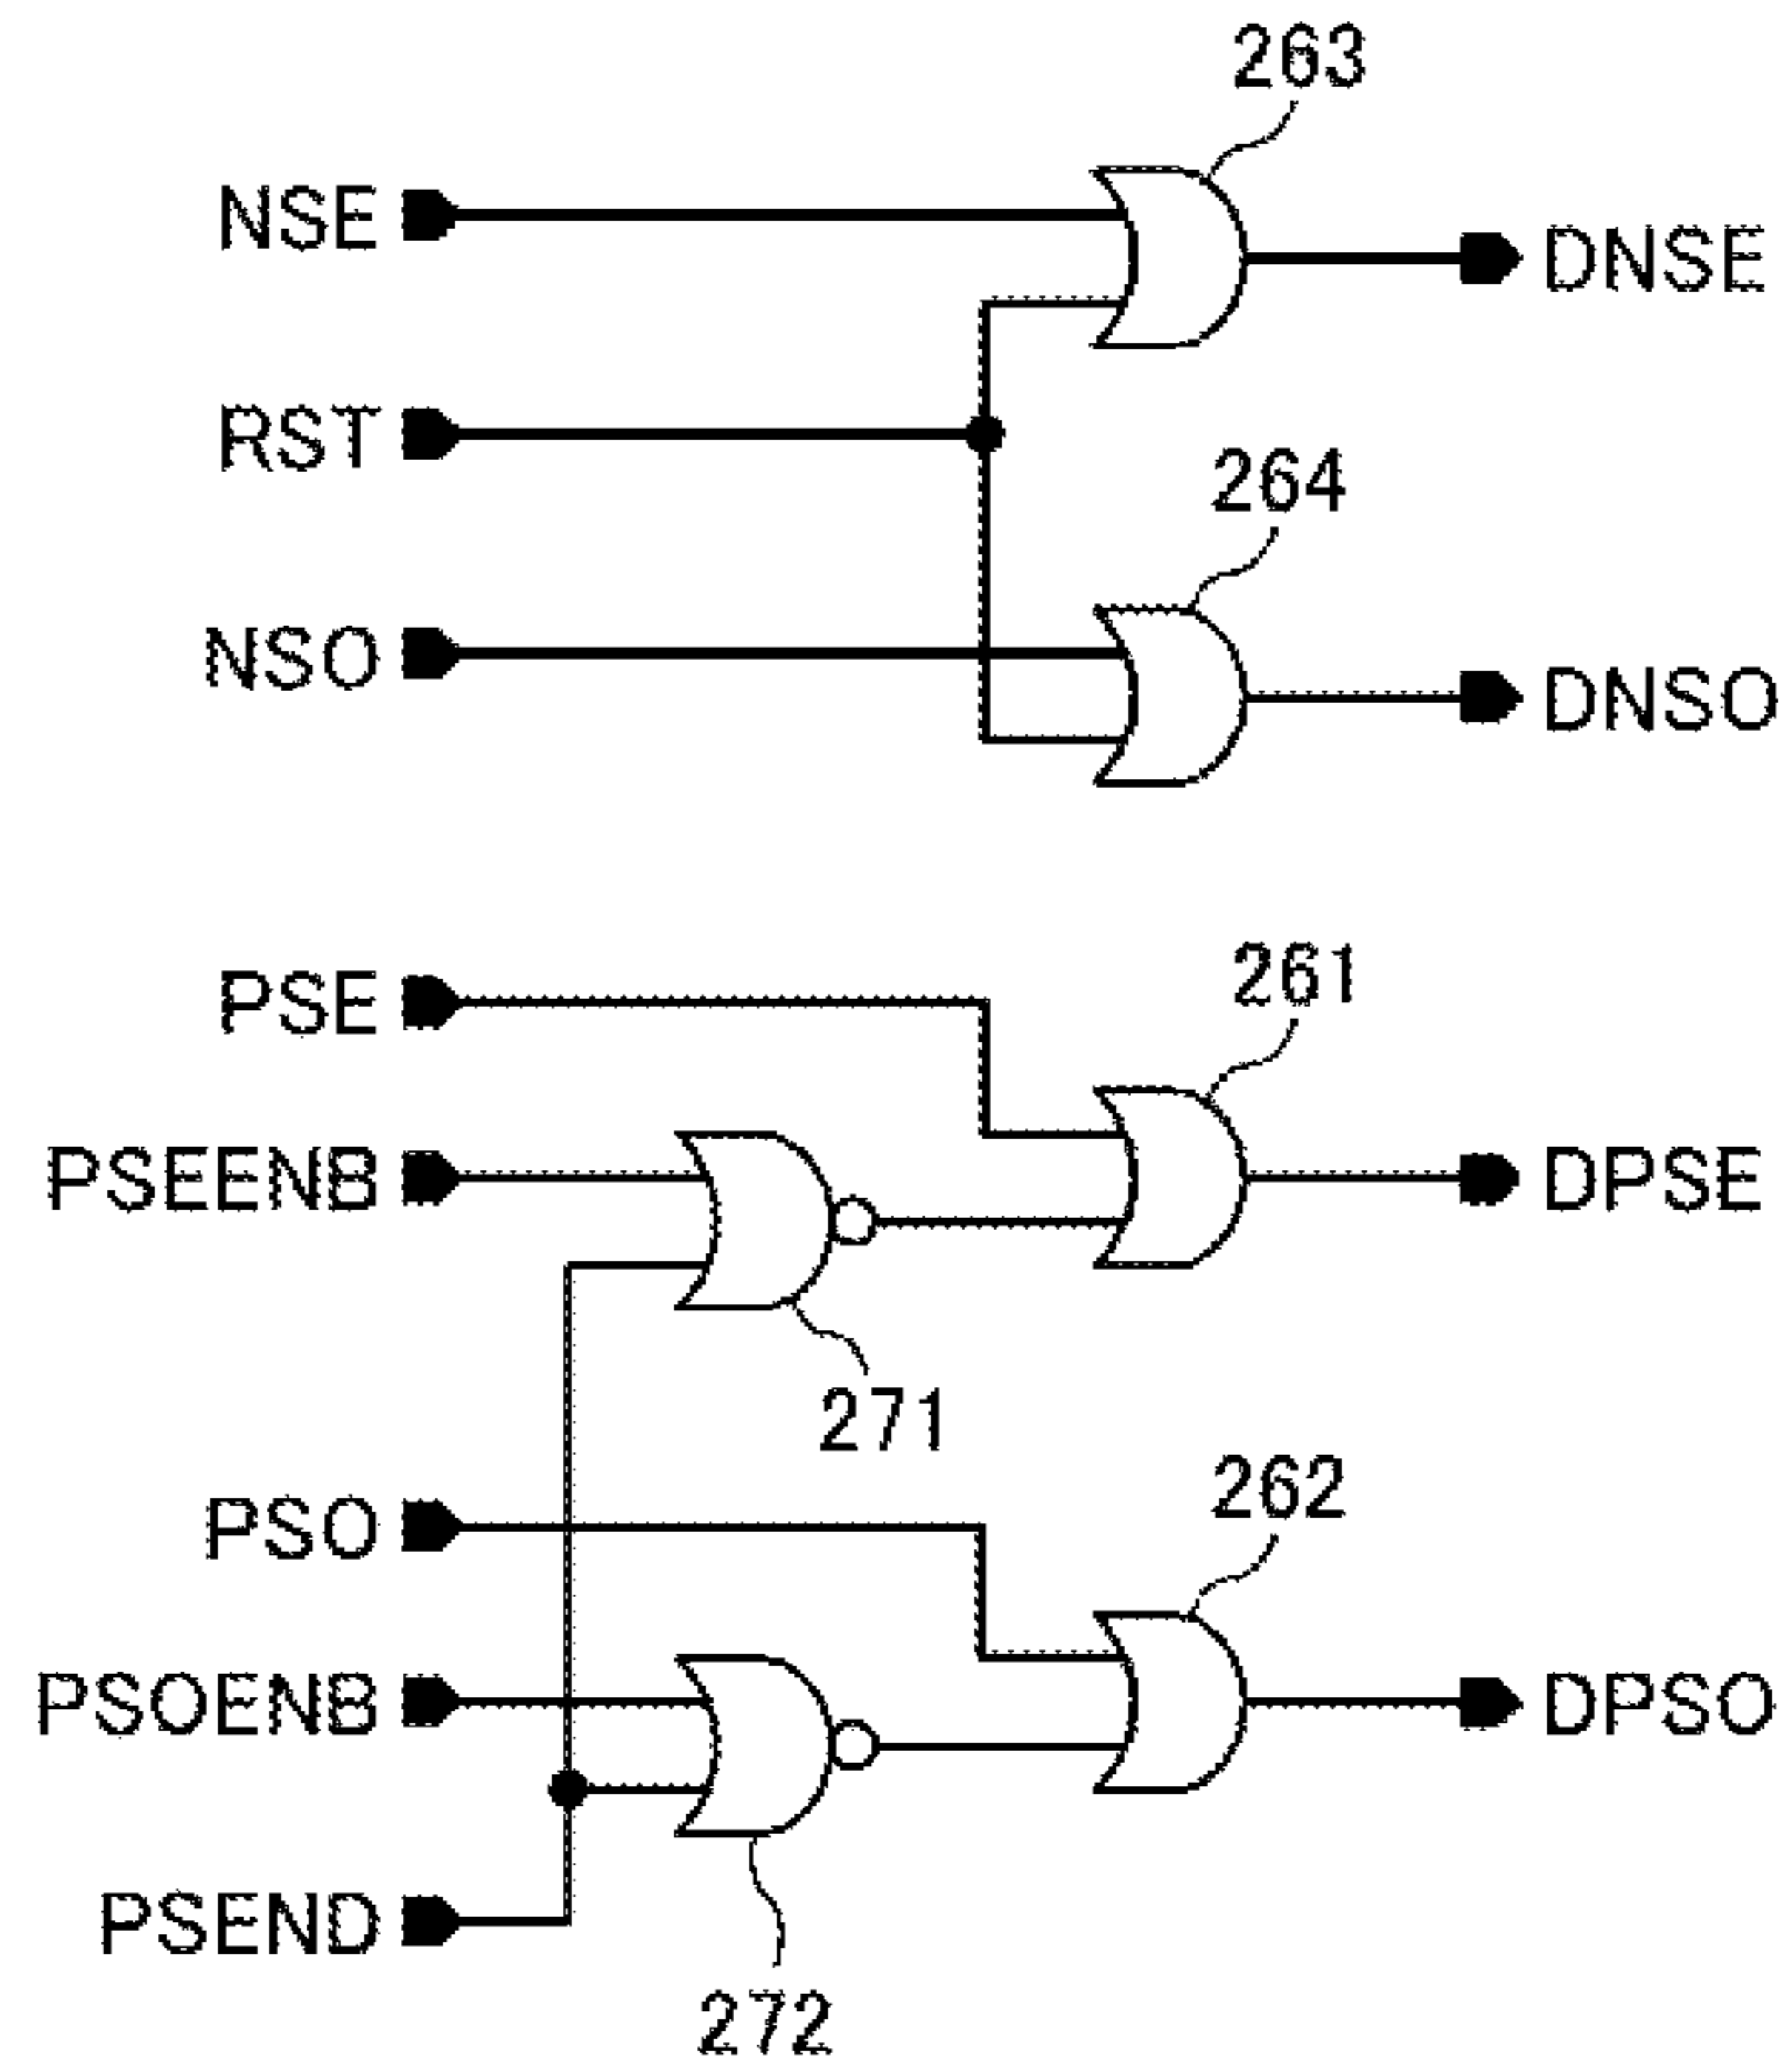 263
NSE
DNSE
RST
264
NSO
DNSO
PSE
261
PSEENB
DPSE
271
PSO
262
PSOENB
DPSO
PSEND
272